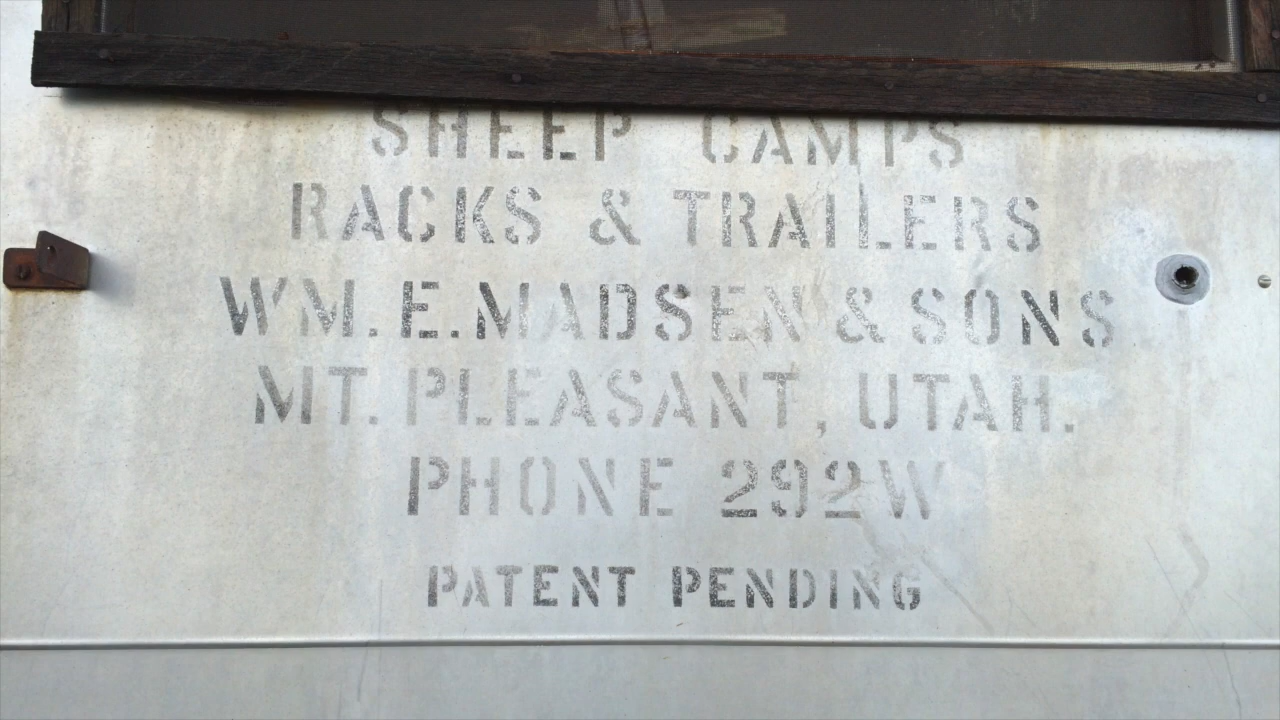 SHEEP CAMPS
RACKS & TRAILERS
WM. E. MADSEN & SONS
MT. PLEASANT, UTAH.
PHONE 292W
PATENT PENDING